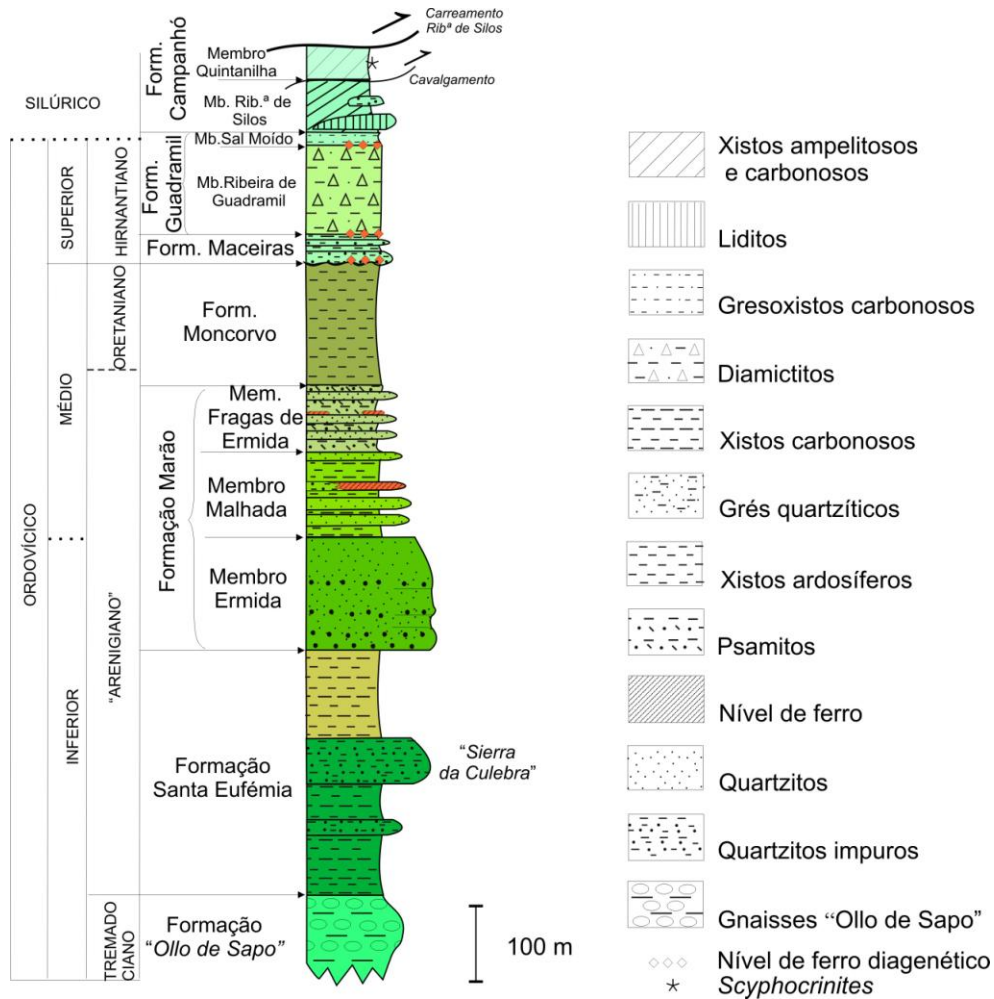 Carreamento
Ribª de Silos
Cavalgamento
Form.
Campanhó
Membro
Quintanilha
Mb. Rib.ª de
Silos
SILÚRICO
Mb.Sal Moído
Form.
Guadramil
Mb.Ribeira de
Guadramil
Form. Maceiras
Form.
Moncorvo
Formação Marão
Mem.
Fragas de
Ermida
Membro
Malhada
Membro
Ermida
Formação
Santa Eufémia
"Sierra
da Culebra"
Formação
"Ollo de Sapo"
ORDOVÍCICO
SUPERIOR
MÉDIO
INFERIOR
HIRNANTIANO
ORETANIANO
"ARENIGIANO"
TREMADO
CIANO
100 m
Xistos ampelitosos
e carbonosos
Liditos
Gresoxistos carbonosos
Diamictitos
Xistos carbonosos
Grés quartzíticos
Xistos ardosíferos
Psamitos
Nível de ferro
Quartzitos
Quartzitos impuros
Gnaisses "Ollo de Sapo"
Nível de ferro diagenético
Scyphocrinites